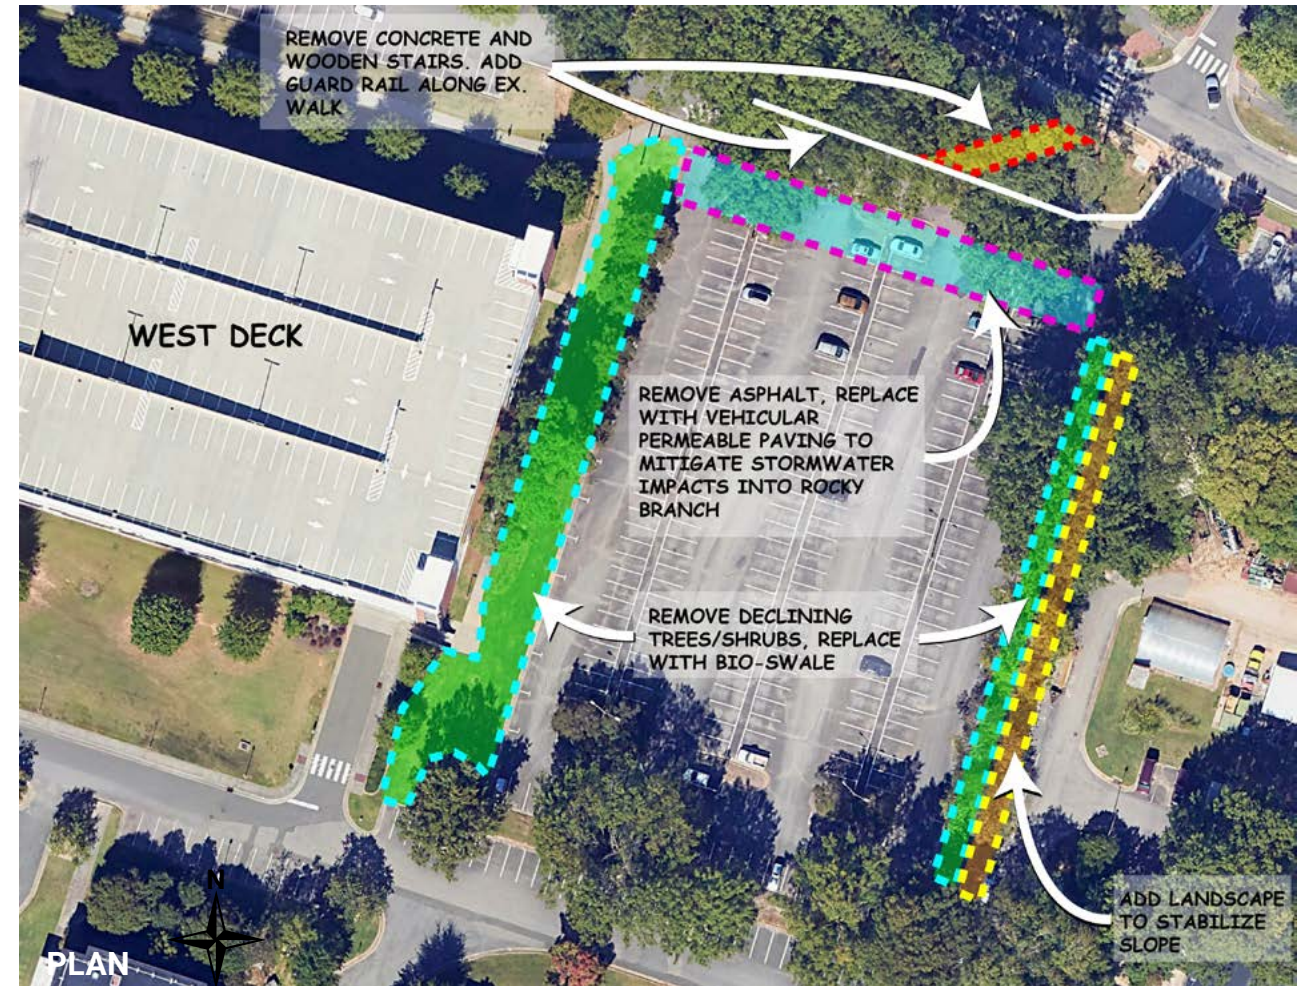 REMOVE CONCRETE AND
WOODEN STAIRS. ADD
GUARD RAIL ALONG EX.
WALK
WEST DECK
REMOVE ASPHALT, REPLACE
WITH VEHICULAR
PERMEABLE PAVING TO
MITIGATE STORMWATER
IMPACTS INTO ROCKY
BRANCH
REMOVE DECLINING
TREES/SHRUBS, REPLACE
WITH BIO-SWALE
ADD LANDSCAPE
TO STABILIZE
SLOPE
N
PLAN